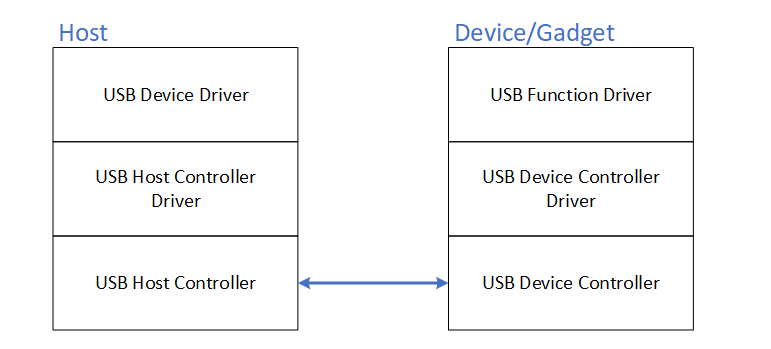 Host
USB Device Driver
USB Host Controller
Driver
USB Host Controller
Device/Gadget
USB Function Driver
USB Device Controller
Driver
USB Device Controller